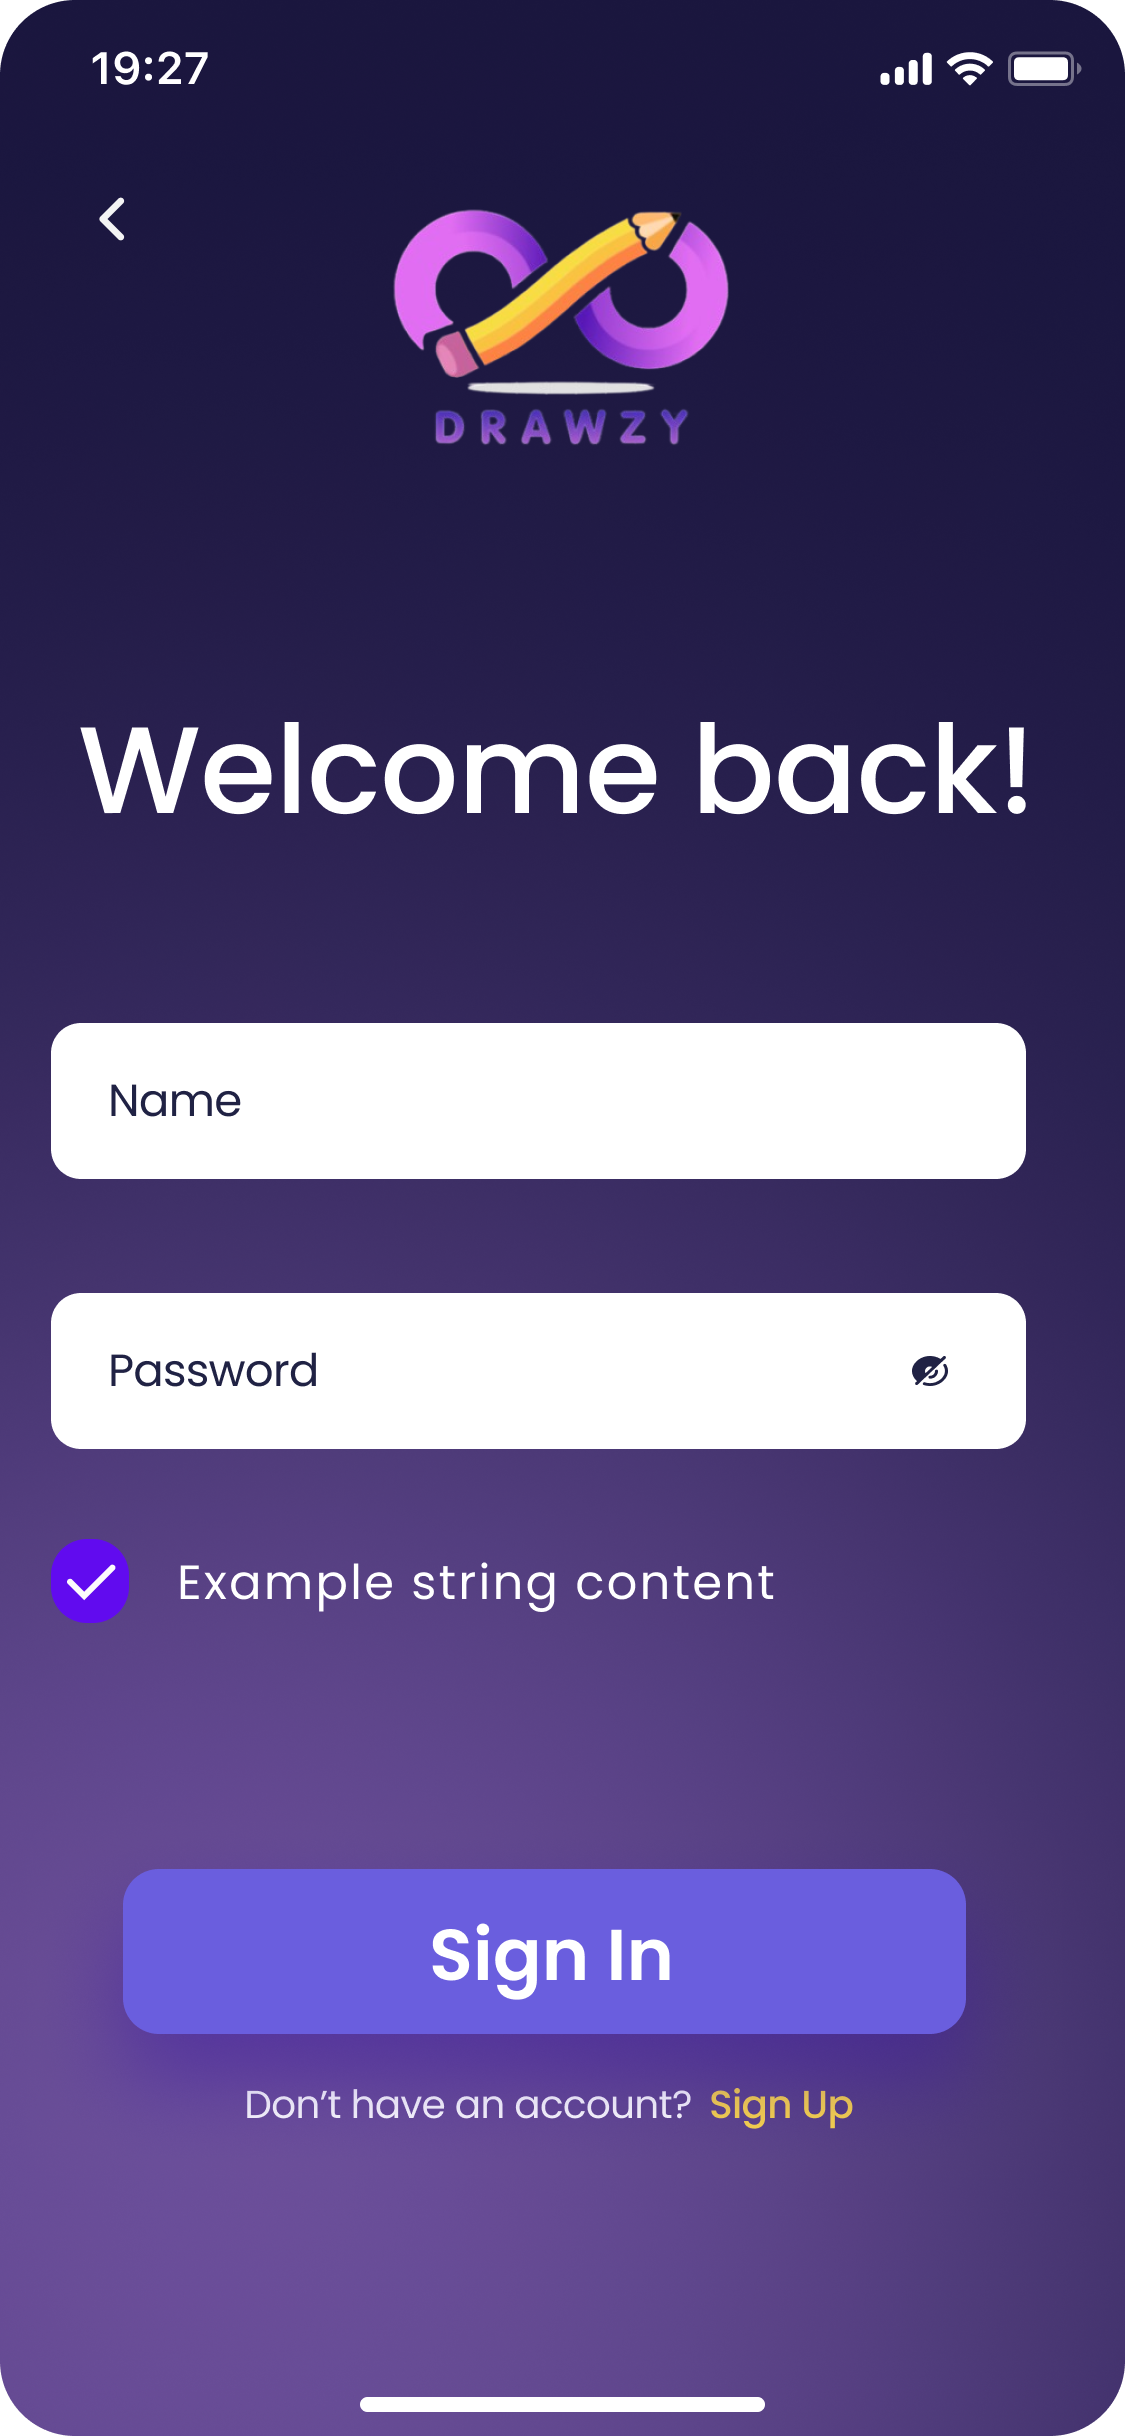 19:27
DRAWZY
Welcome back!
Name
Password
Example string content
Sign In
Don’t have an account? Sign Up